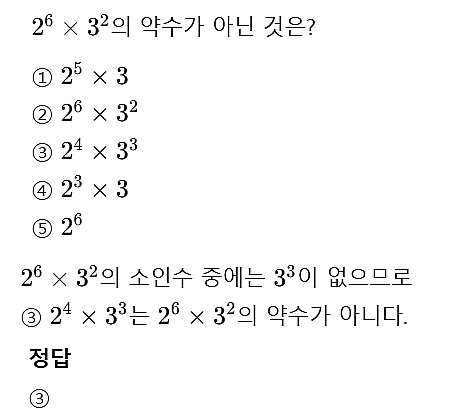 2⁶ × 3²의 약수가 아닌 것은?
① 2⁵ × 3
② 2⁶ × 3²
③ 2⁴ × 3³
④ 2³ × 3
⑤ 2⁶
2⁶ × 3²의 소인수 중에는 3³이 없으므로
③ 2⁴ × 3³는 2⁶ × 3²의 약수가 아니다.
정답
③